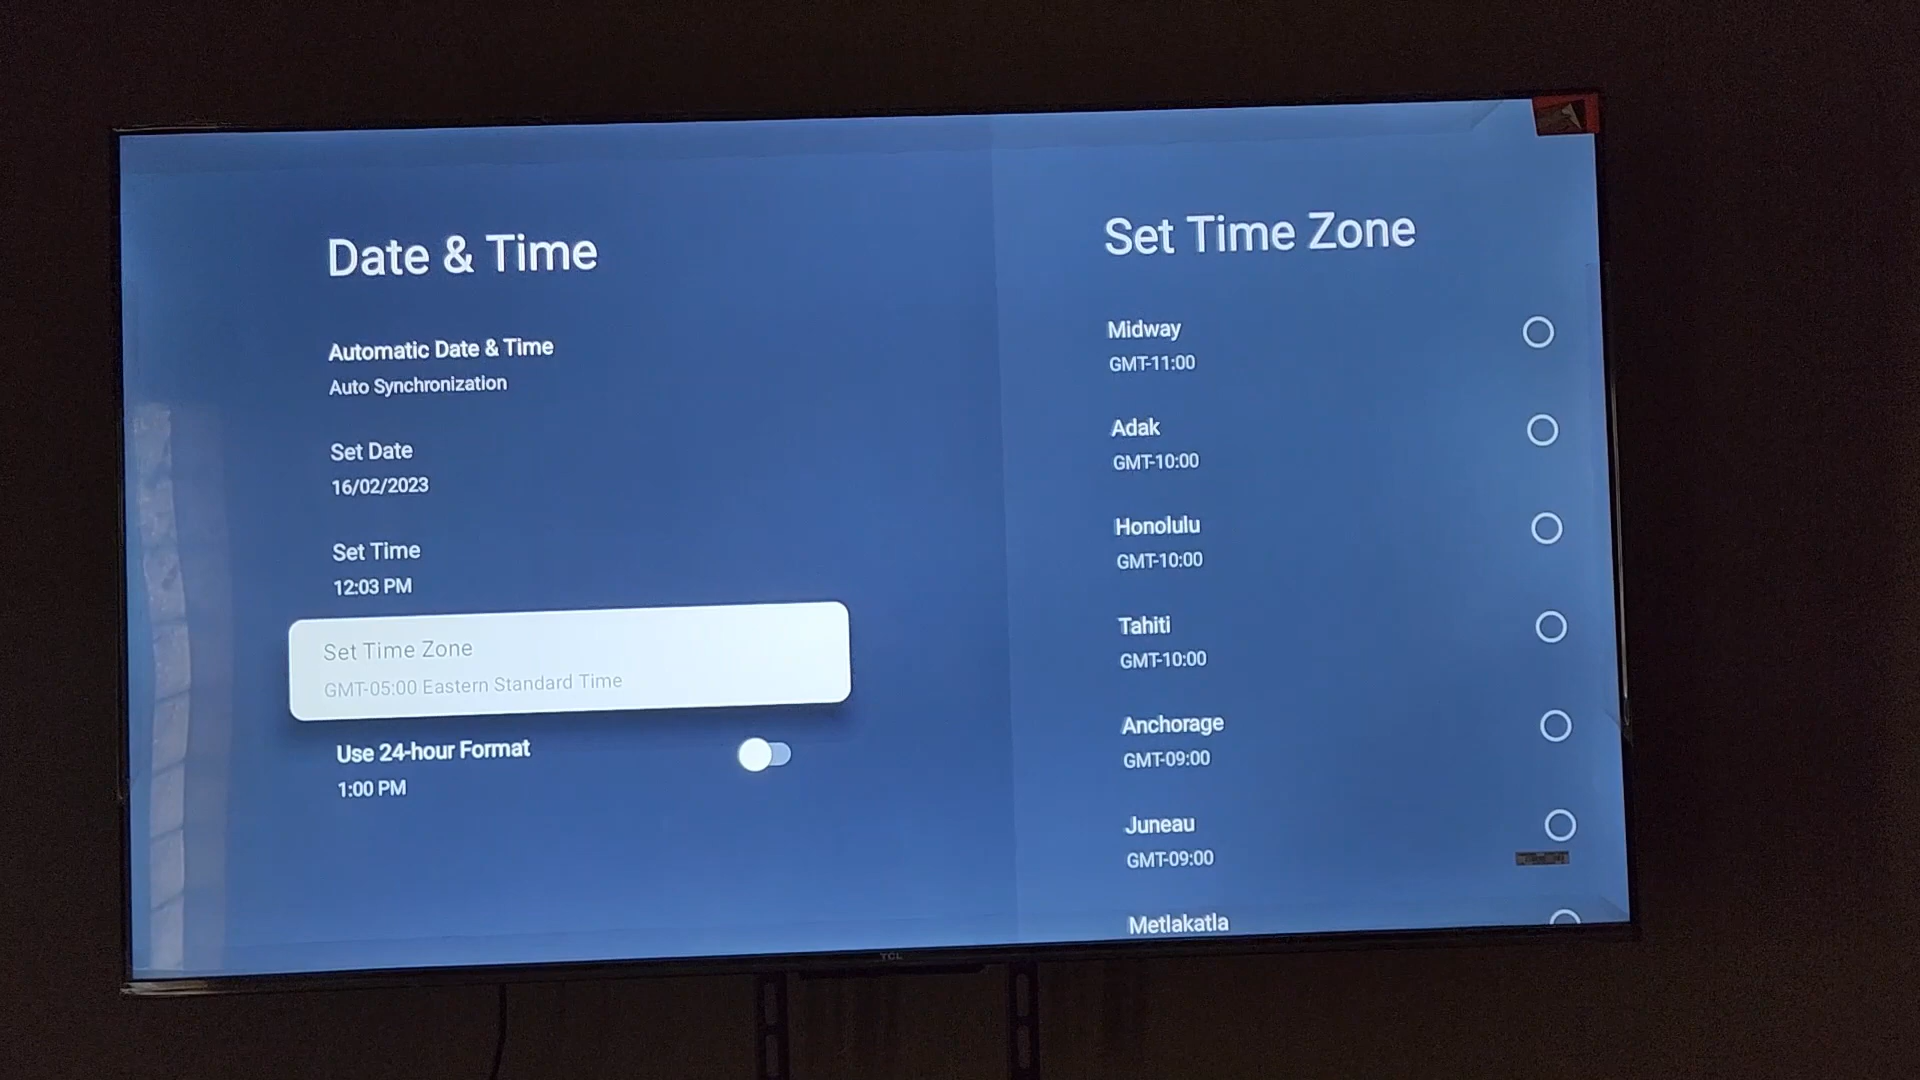 Date & Time
Automatic Date & Time
Auto Synchronization
Set Date
16/02/2023
Set Time
12:03 PM
Set Time Zone
GMT-05:00 Eastern Standard Time
Use 24-hour Format
1:00 PM
Set Time Zone
Midway
GMT-11:00
Adak
GMT-10:00
Honolulu
GMT-10:00
Tahiti
GMT-10:00
Anchorage
GMT-09:00
Juneau
GMT-09:00
Metlakatla
TCL